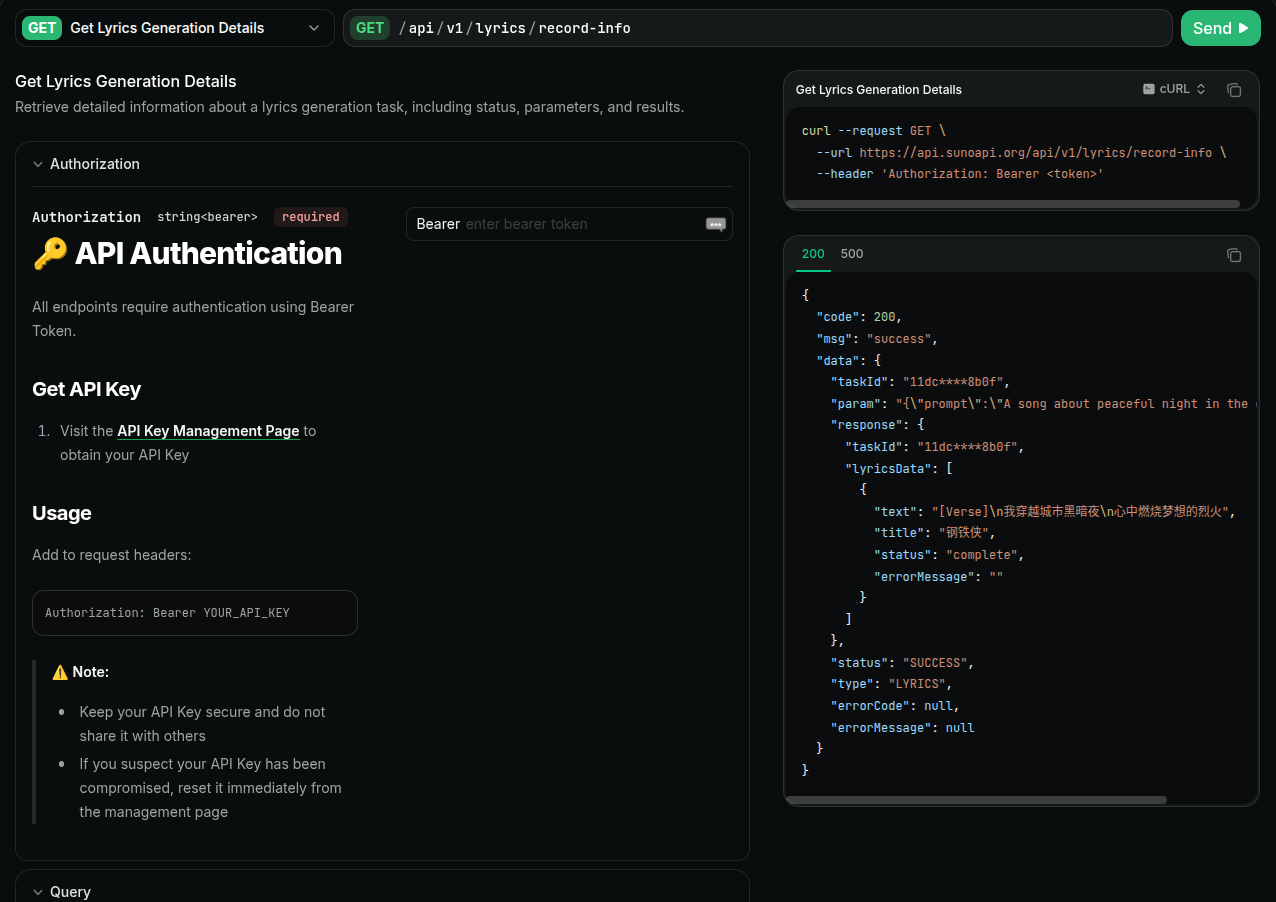 GET Get Lyrics Generation Details
GET /api/v1/lyrics/record-info
Send
Get Lyrics Generation Details
Retrieve detailed information about a lyrics generation task, including status, parameters, and results.
Authorization
Authorization string<bearer> required
🔑 API Authentication
All endpoints require authentication using Bearer
Token.
Get API Key
1. Visit the API Key Management Page to
obtain your API Key
Usage
Add to request headers:
Authorization: Bearer YOUR_API_KEY
⚠️ Note:
• Keep your API Key secure and do not
share it with others
• If you suspect your API Key has been
compromised, reset it immediately from
the management page
Bearer enter bearer token
Query
Get Lyrics Generation Details
cURL
curl --request GET \
--url https://api.sunoapi.org/api/v1/lyrics/record-info \
--header 'Authorization: Bearer <token>'
200 500
{
"code": 200,
"msg": "success",
"data": {
"taskId": "11dc****8b0f",
"param": "{\"prompt\":\"A song about peaceful night in the
"response": {
"taskId": "11dc****8b0f",
"lyricsData": [
{
"text": "[Verse]\n我穿越城市黑暗夜\n心中燃烧梦想的烈火",
"title": "钢铁侠",
"status": "complete",
"errorMessage": ""
}
]
},
"status": "SUCCESS",
"type": "LYRICS",
"errorCode": null,
"errorMessage": null
}
}